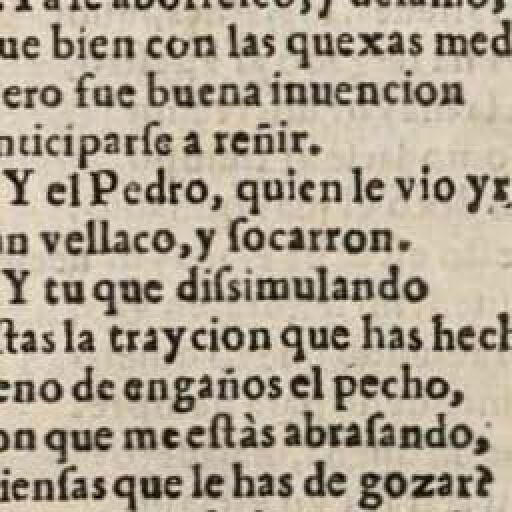 ue bien con las quexas med
ero fue buena inuencion
nticiparſe a reñir.
Y el Pedro, quien le vio yr,
n vellaco, y ſocarron.
Y tu que diſsimulando
ſtas la traycion que has hech
eno de engaños el pecho,
on que me eſtàs abraſando,
ienſas que le has de gozar?